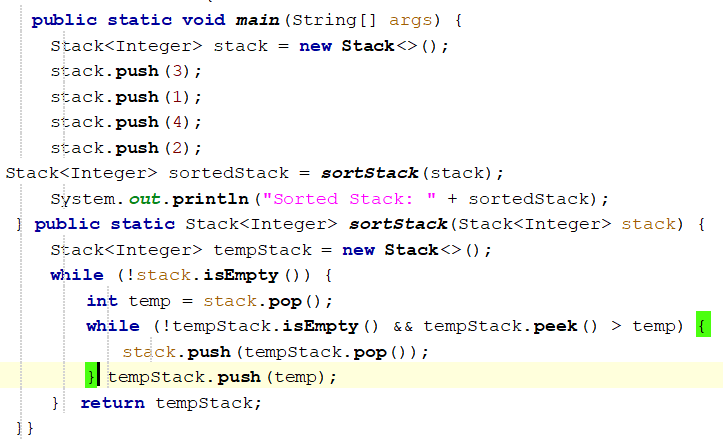 public static void main(String[] args) {
Stack<Integer> stack = new Stack<>();
stack.push(3);
stack.push(1);
stack.push(4);
stack.push(2);
Stack<Integer> sortedStack = sortStack(stack);
System.out.println("Sorted Stack: " + sortedStack);
} public static Stack<Integer> sortStack(Stack<Integer> stack) {
Stack<Integer> tempStack = new Stack<>();
while (!stack.isEmpty()) {
int temp = stack.pop();
while (!tempStack.isEmpty() && tempStack.peek() > temp) {
stack.push(tempStack.pop());
} tempStack.push(temp);
} return tempStack;
}}